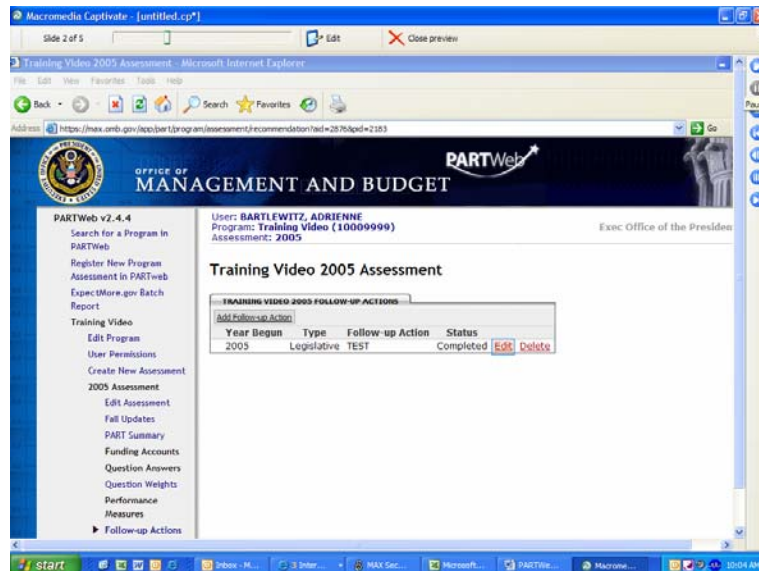 Macromedia Captivate - [untitled.cp*]
Slide 2 of 5 Edit Close preview
Training Video 2005 Assessment - Microsoft Internet Explorer
File Edit View Favorites Tools Help
Back Search Favorites
Address https://max.omb.gov/app/part/program/assessment/recommendation?aid=2876&pid=2183 Go
OFFICE OF
MANAGEMENT AND BUDGET
PARTWeb
PARTWeb v2.4.4
Search for a Program in
PARTWeb
Register New Program
Assessment in PARTweb
ExpectMore.gov Batch
Report
Training Video
Edit Program
User Permissions
Create New Assessment
2005 Assessment
Edit Assessment
Fall Updates
PART Summary
Funding Accounts
Question Answers
Question Weights
Performance
Measures
Follow-up Actions
User: BARTLEWITZ, ADRIENNE
Program: Training Video (10009999)
Assessment: 2005
Exec Office of the Presiden
Training Video 2005 Assessment
TRAINING VIDEO 2005 FOLLOW-UP ACTIONS
Add Follow-up Action
Year Begun Type Follow-up Action Status
2005 Legislative TEST Completed Edit Delete
Pau
start Inbox - M... 3 Inter... MAX Sec... Microsoft... PARTWe... Macrome... 10:04 AM